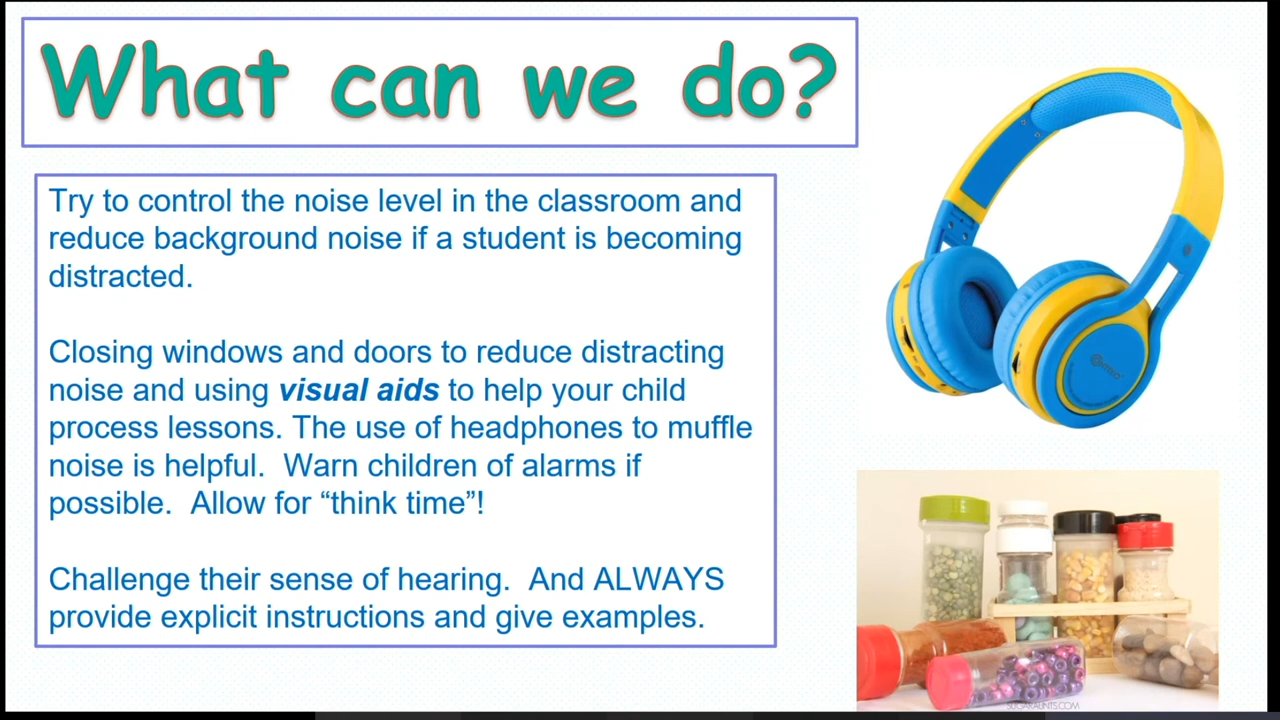 What can we do?
Try to control the noise level in the classroom and
reduce background noise if a student is becoming
distracted.
Closing windows and doors to reduce distracting
noise and using visual aids to help your child
process lessons. The use of headphones to muffle
noise is helpful.  Warn children of alarms if
possible.  Allow for “think time”!
Challenge their sense of hearing.  And ALWAYS
provide explicit instructions and give examples.
SUGARAUNTS.COM